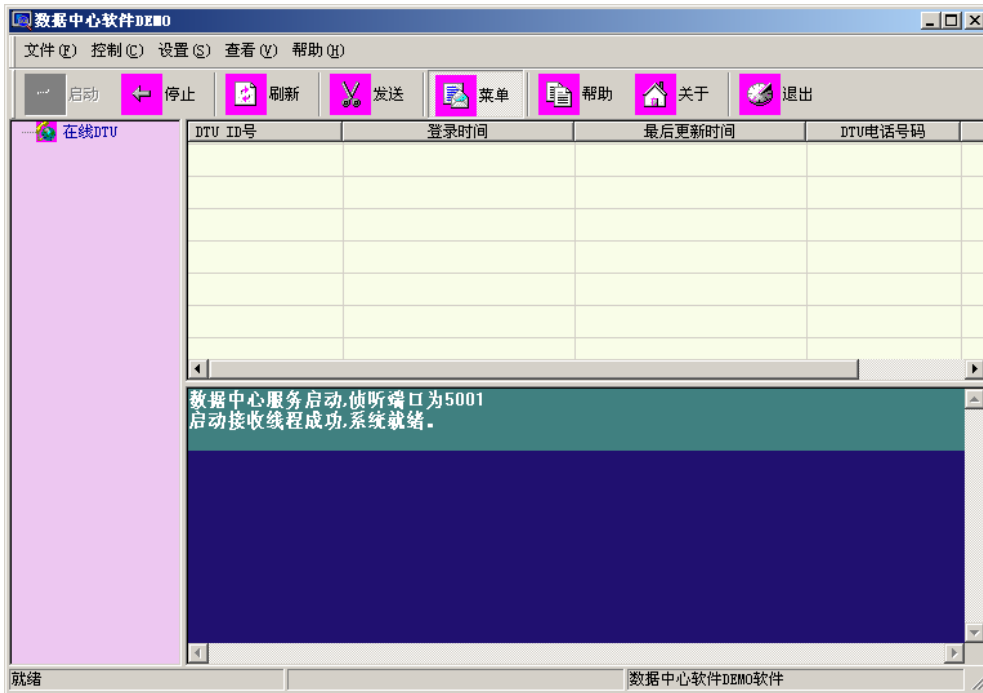 数据中心软件DEMO
文件(F) 控制(C) 设置(S) 查看(V) 帮助(H)
启动 停止 刷新 发送 菜单 帮助 关于 退出
在线DTU
DTU ID号 登录时间 最后更新时间 DTU电话号码
数据中心服务启动,侦听端口为5001
启动接收线程成功,系统就绪。
就绪 数据中心软件DEMO软件